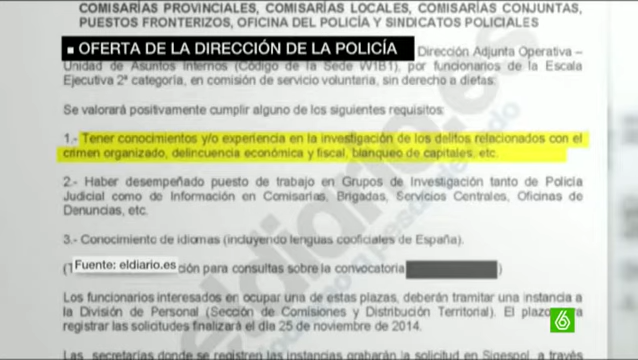 COMISARÍAS PROVINCIALES, COMISARÍAS LOCALES, COMISARÍAS CONJUNTAS,
PUESTOS FRONTERIZOS, OFICINA DEL POLICÍA Y SINDICATOS POLICIALES
OFERTA DE LA DIRECCIÓN DE LA POLICÍA Dirección Adjunta Operativa –
Unidad de Asuntos Internos (Código de la Sede W1B1), por funcionarios de la Escala
Ejecutiva 2ª categoría, en comisión de servicio voluntaria, sin derecho a dietas:
Se valorará positivamente cumplir alguno de los siguientes requisitos:
1.- Tener conocimientos y/o experiencia en la investigación de los delitos relacionados con el
crimen organizado, delincuencia económica y fiscal, blanqueo de capitales, etc.
2.- Haber desempeñado puesto de trabajo en Grupos de Investigación tanto de Policía
Judicial como de Información en Comisarías, Brigadas, Servicios Centrales, Oficinas de
Denuncias, etc.
3.- Conocimiento de idiomas (incluyendo lenguas cooficiales de España).
(T Fuente: eldiario.es ción para consultas sobre la convocatoria )
Los funcionarios interesados en ocupar una de estas plazas, deberán tramitar una instancia a
la División de Personal (Sección de Comisiones y Distribución Territorial). El plazo
registrar las solicitudes finalizará el día 25 de noviembre de 2014.
Las secretarías donde se registren las instancias grabarán la solicitud en Sigespol, a través
eldiario.es
6